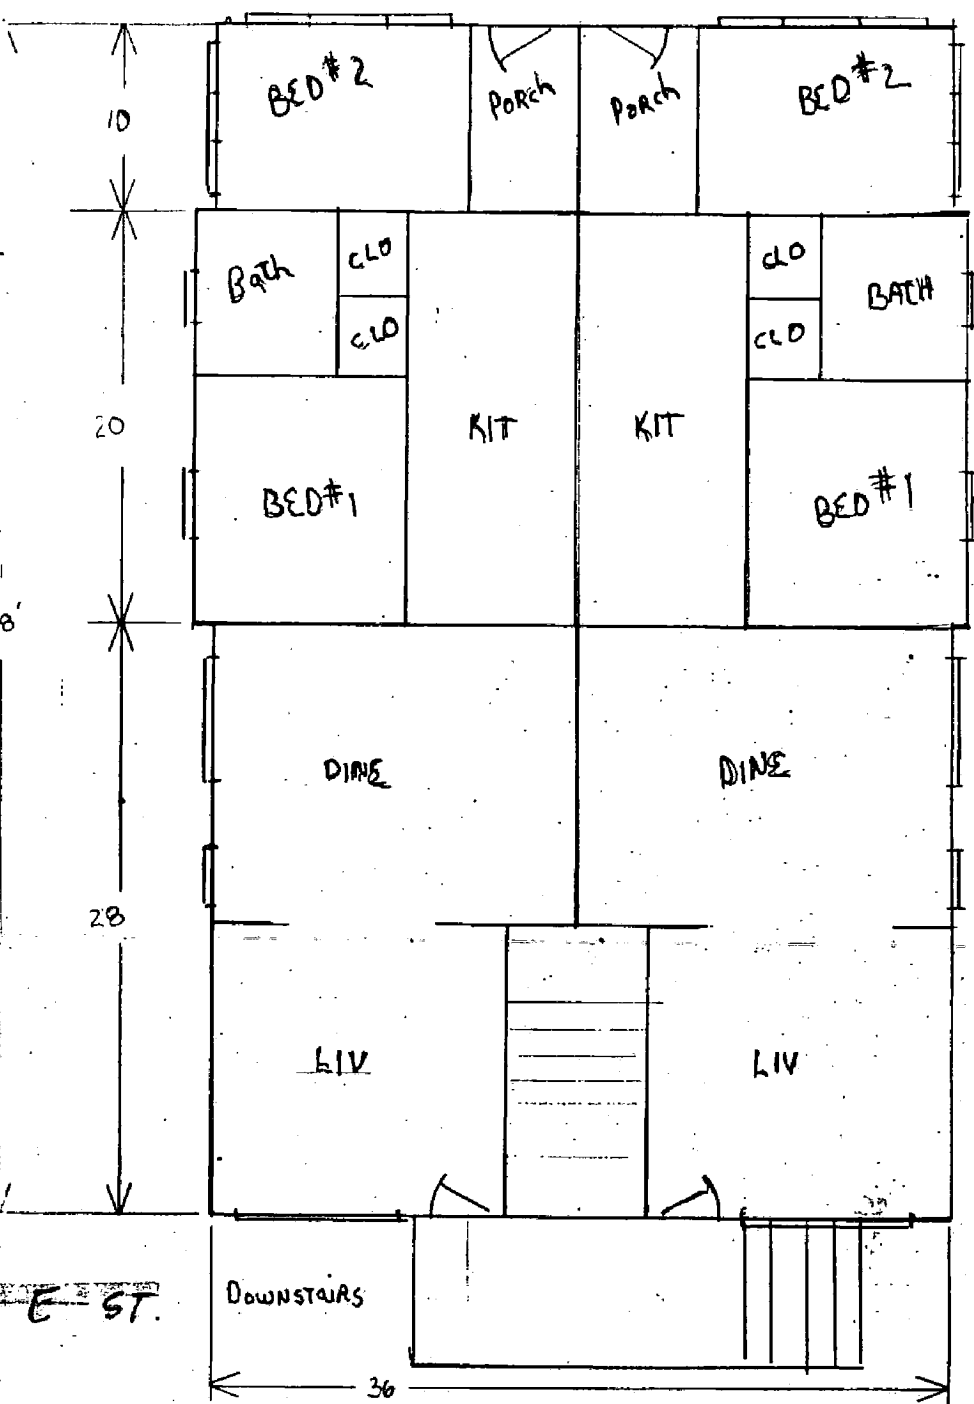 BED #2
PORCH
PORCH
BED #2
10
Bath
CLO
CLO
BATH
CLO
CLO
20
KIT
KIT
BED #1
BED #1
8'
DINE
DINE
28
LIV
LIV
E ST.
DOWNSTAIRS
36